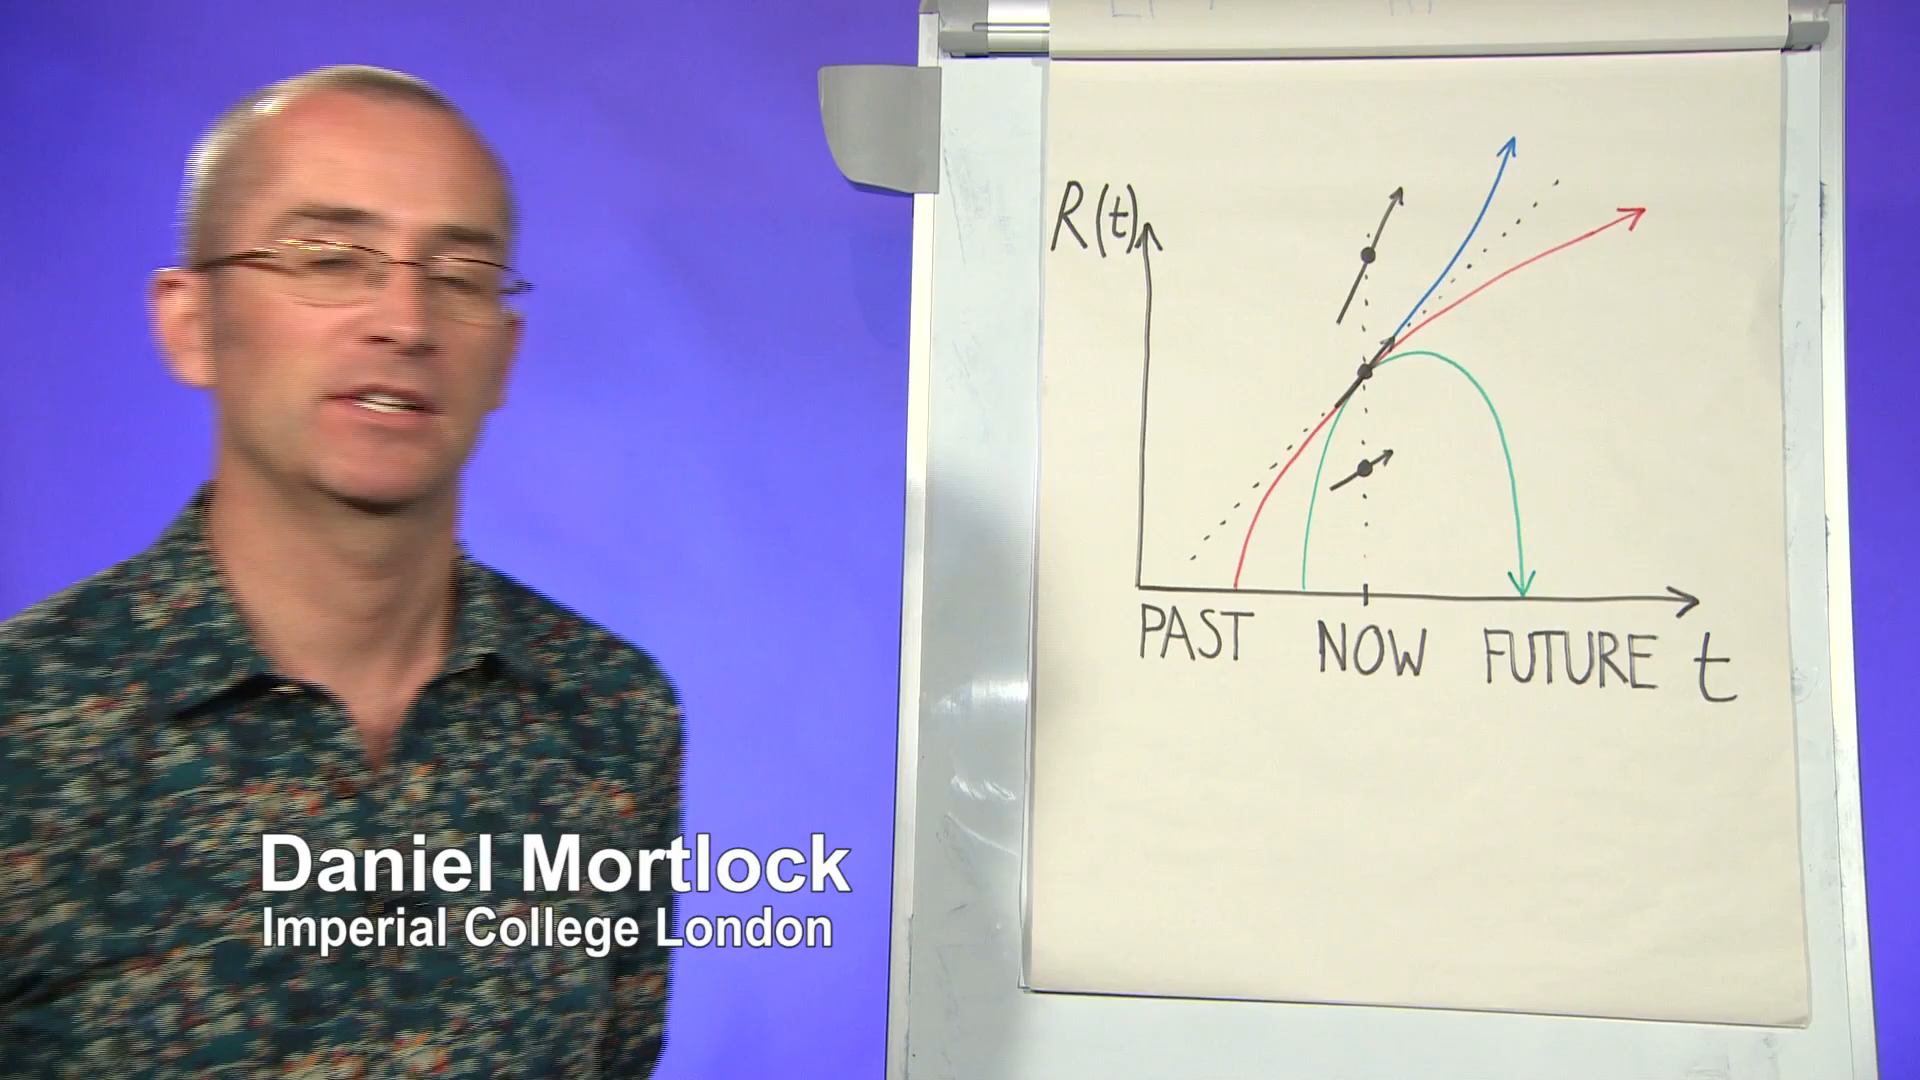 R(t)
PAST NOW FUTURE t
Daniel Mortlock
Imperial College London